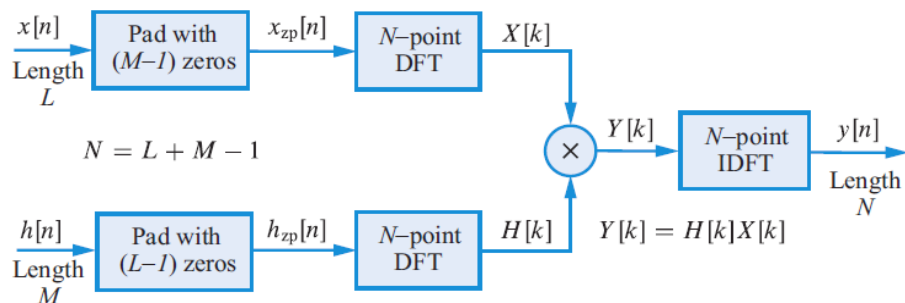 x[n]
Length
L
Pad with
(M–1) zeros
x_zp[n]
N–point
DFT
X[k]
N = L + M − 1
×
Y[k]
N–point
IDFT
y[n]
Length
N
h[n]
Length
M
Pad with
(L–1) zeros
h_zp[n]
N–point
DFT
H[k]
Y[k] = H[k]X[k]